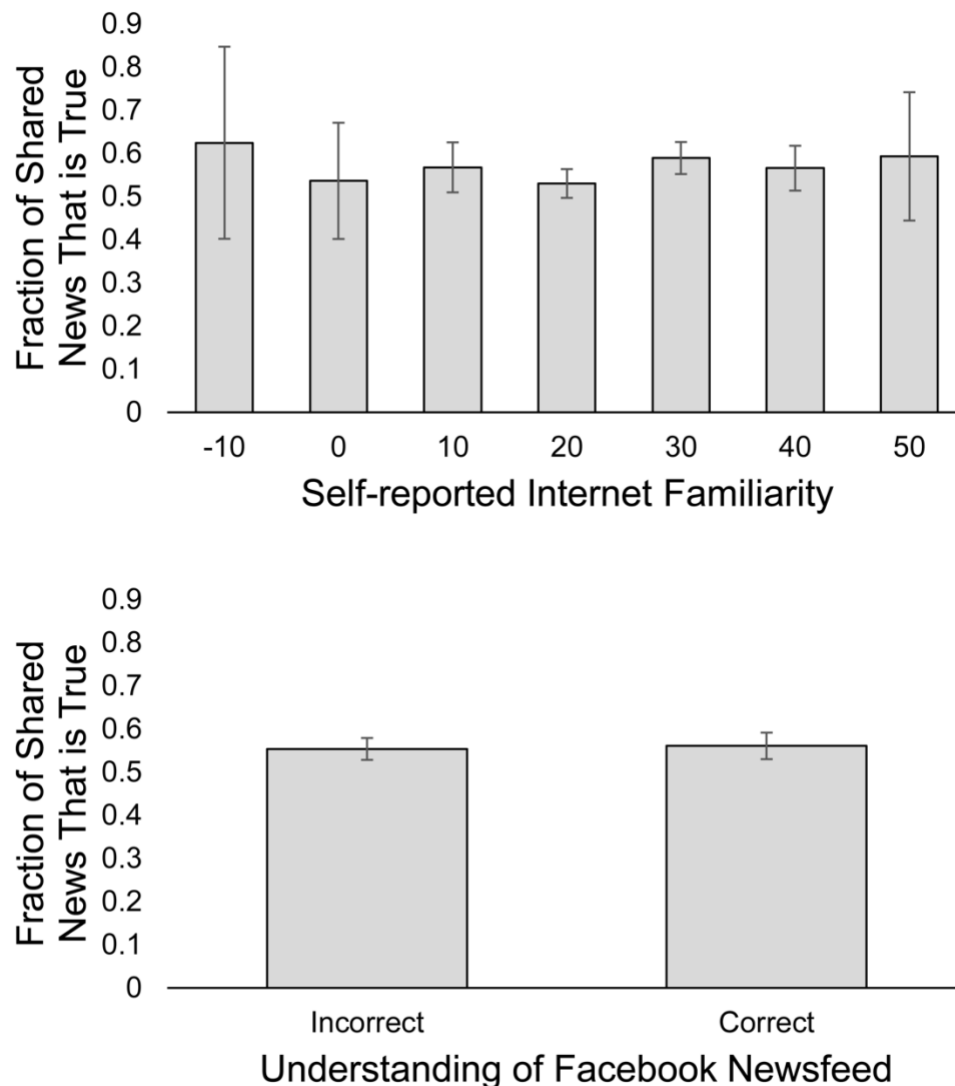 0.9
0.8
0.7
0.6
0.5
0.4
0.3
0.2
0.1
0
Fraction of Shared
News That is True
-10 0 10 20 30 40 50
Self-reported Internet Familiarity
0.9
0.8
0.7
0.6
0.5
0.4
0.3
0.2
0.1
0
Fraction of Shared
News That is True
Incorrect Correct
Understanding of Facebook Newsfeed